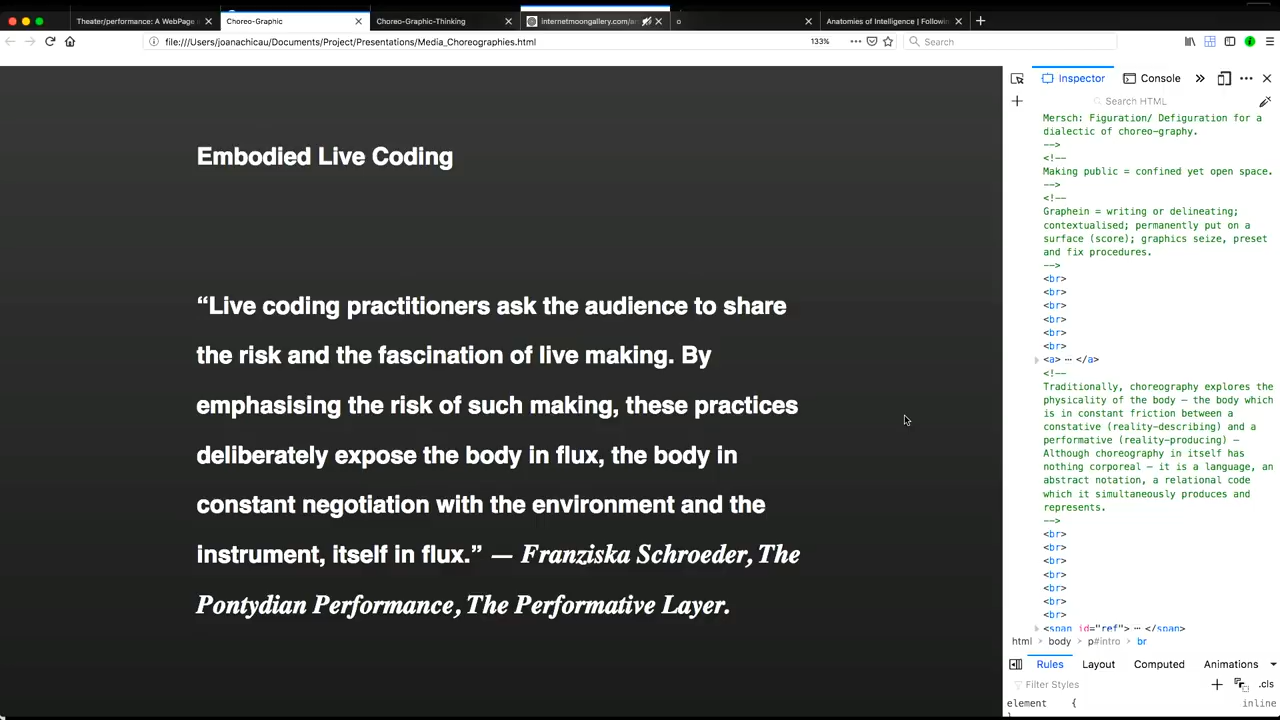 Theater/performance: A WebPage a
Choreo-Graphic
Choreo-Graphic-Thinking
internetmoongallery.com/an
o
Anatomies of Intelligence | Followin
file:///Users/joanachicau/Documents/Project/Presentations/Media_Choreographies.html
133%
Search
Embodied Live Coding
“Live coding practitioners ask the audience to share
the risk and the fascination of live making. By
emphasising the risk of such making, these practices
deliberately expose the body in flux, the body in
constant negotiation with the environment and the
instrument, itself in flux.” — Franziska Schroeder, The
Pontydian Performance, The Performative Layer.
Inspector
Console
Search HTML
Mersch: Figuration/ Defiguration for a
dialectic of choreo-graphy.
-->
<!--
Making public = confined yet open space.
-->
<!--
Graphein = writing or delineating;
contextualised; permanently put on a
surface (score); graphics seize, preset
and fix procedures.
-->
<br>
<br>
<br>
<br>
<br>
<br>
<a> ⋯ </a>
<!--
Traditionally, choreography explores the
physicality of the body – the body which
is in constant friction between a
constative (reality-describing) and a
performative (reality-producing) –
Although choreography in itself has
nothing corporeal – it is a language, an
abstract notation, a relational code
which it simultaneously produces and
represents.
-->
<br>
<br>
<br>
<br>
<br>
<br>
<br>
<span id="ref"> ⋯ </span>
html > body > p#intro > br
Rules Layout Computed Animations
Filter Styles
.cls
element { inline
}